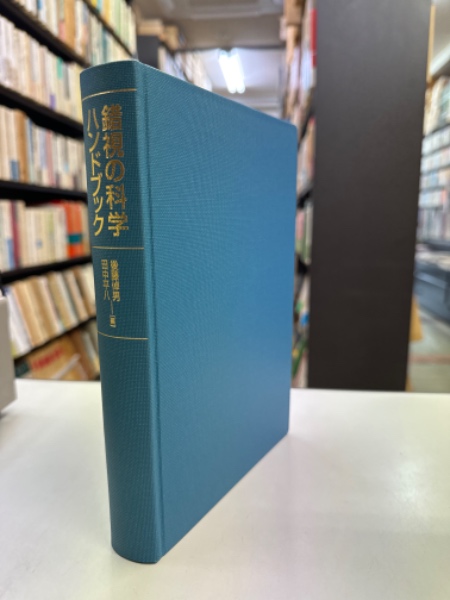 錯視の科学
ハンドブック
後藤倬男
田中平八
編